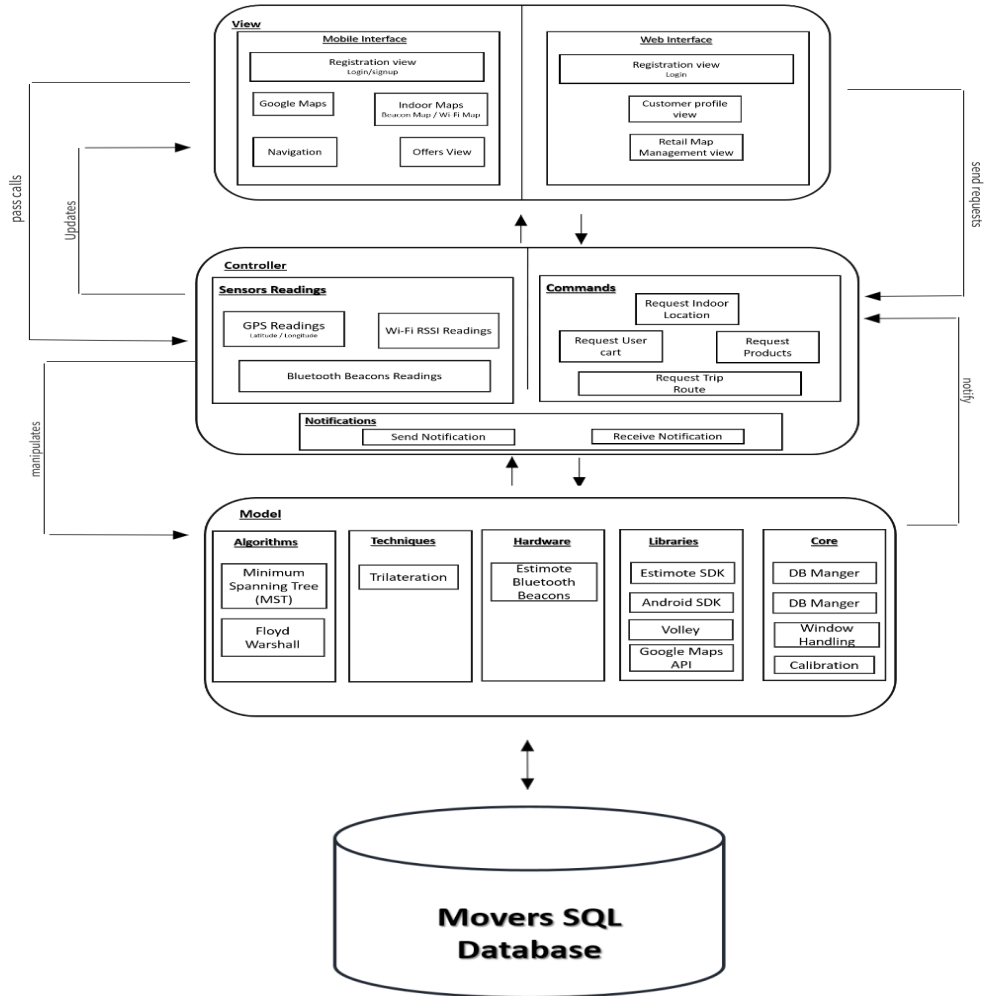 View
Mobile Interface
Registration view
Login/signup
Google Maps
Indoor Maps
Beacon Map / Wi-Fi Map
Navigation
Offers View
Web Interface
Registration view
Login
Customer profile
view
Retail Map
Management view
pass calls
Updates
send requests
Controller
Sensors Readings
GPS Readings
Latitude / Longitude
Wi-Fi RSSI Readings
Bluetooth Beacons Readings
Commands
Request Indoor
Location
Request User
cart
Request
Products
Request Trip
Route
Notifications
Send Notification
Receive Notification
manipulates
notify
Model
Algorithms
Minimum
Spanning Tree
(MST)
Floyd
Warshall
Techniques
Trilateration
Hardware
Estimote
Bluetooth
Beacons
Libraries
Estimote SDK
Android SDK
Volley
Google Maps
API
Core
DB Manger
DB Manger
Window
Handling
Calibration
Movers SQL
Database